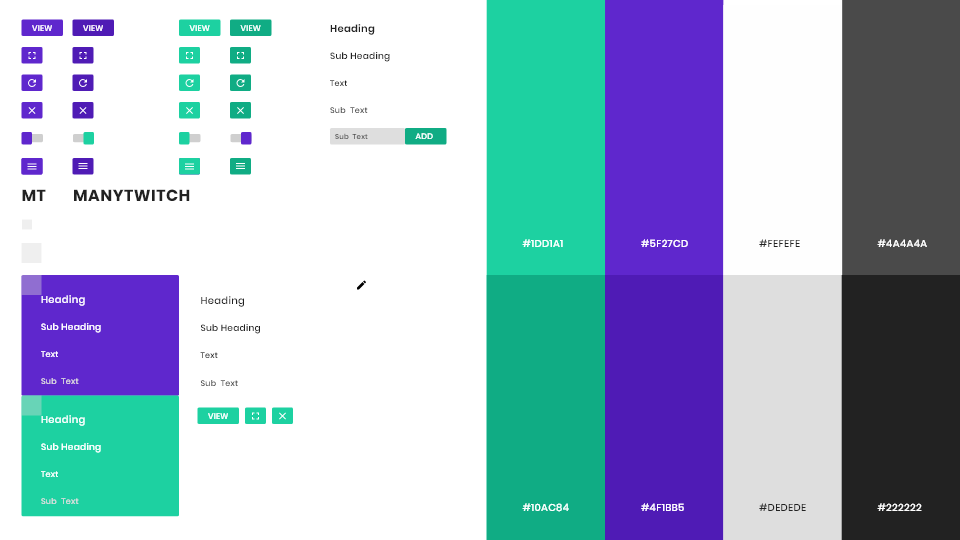 VIEW VIEW VIEW VIEW
Heading
Sub Heading
Text
Sub Text
Sub Text ADD
MT MANYTWITCH
Heading
Sub Heading
Text
Sub Text
Heading
Sub Heading
Text
Sub Text
Heading
Sub Heading
Text
Sub Text
VIEW
#1DD1A1 #5F27CD #FEFEFE #4A4A4A
#10AC84 #4F1BB5 #DEDEDE #222222